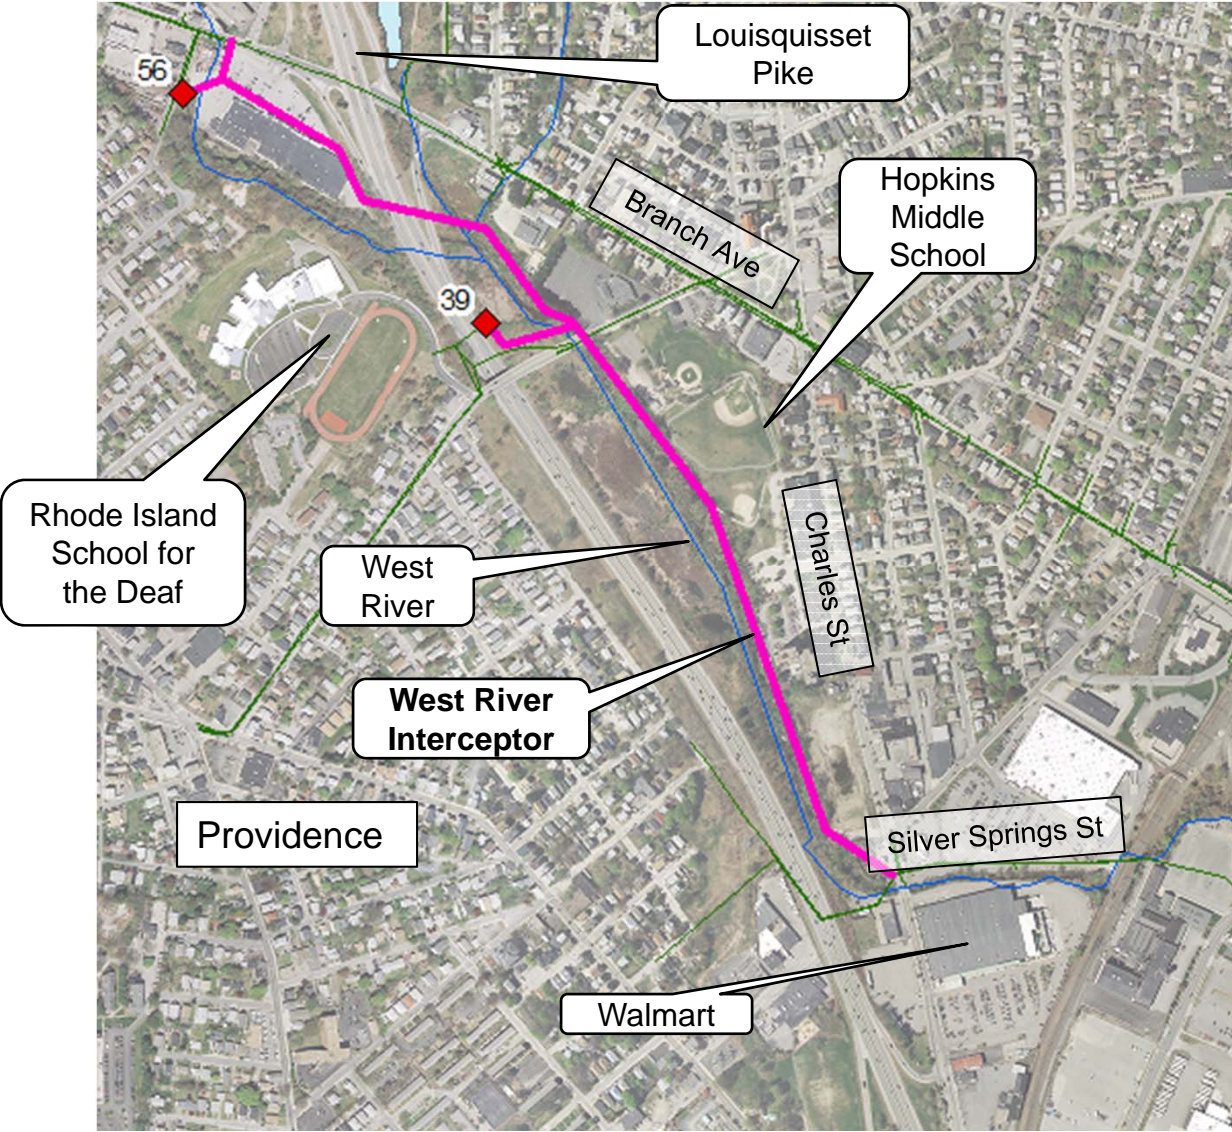 Louisquisset
Pike
56
Hopkins
Middle
School
Branch Ave
39
Rhode Island
School for
the Deaf
West
River
Charles St
West River
Interceptor
Providence
Silver Springs St
Walmart